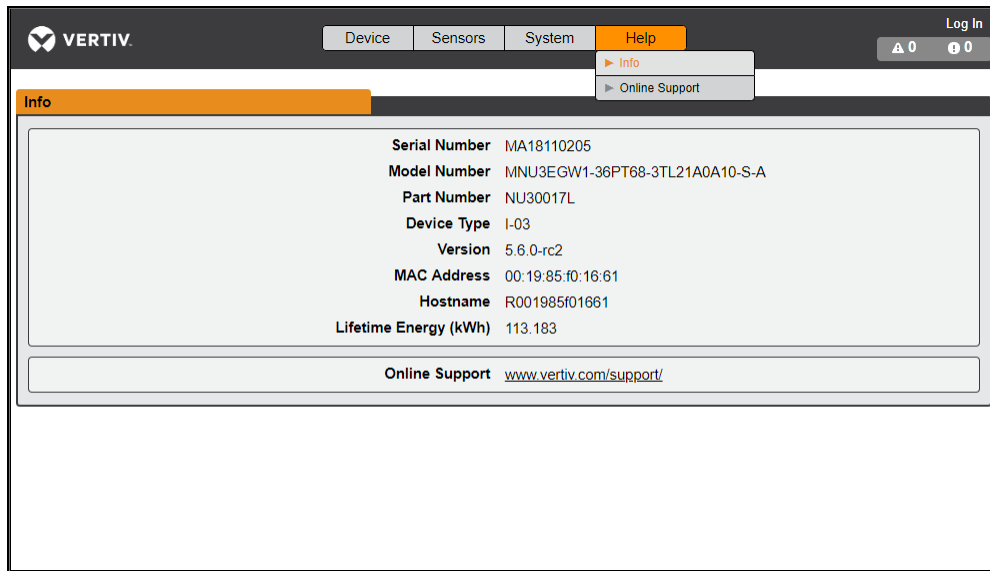 VERTIV.
Device Sensors System Help
Log In
0 0
Info
Online Support
Info
Serial Number MA18110205
Model Number MNU3EGW1-36PT68-3TL21A0A10-S-A
Part Number NU30017L
Device Type I-03
Version 5.6.0-rc2
MAC Address 00:19:85:f0:16:61
Hostname R001985f01661
Lifetime Energy (kWh) 113.183
Online Support www.vertiv.com/support/